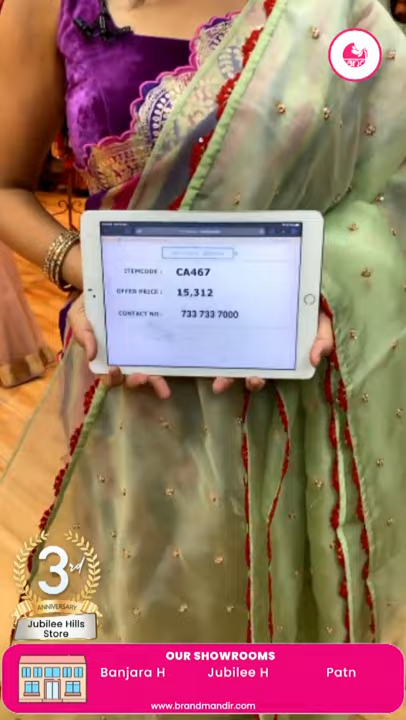 ITEMCODE : CA467
OFFER PRICE : 15,312
CONTACT NO : 733 733 7000
3rd
ANNIVERSARY
Jubilee Hills
Store
OUR SHOWROOMS
Banjara H Jubilee H Patn
www.brandmandir.com